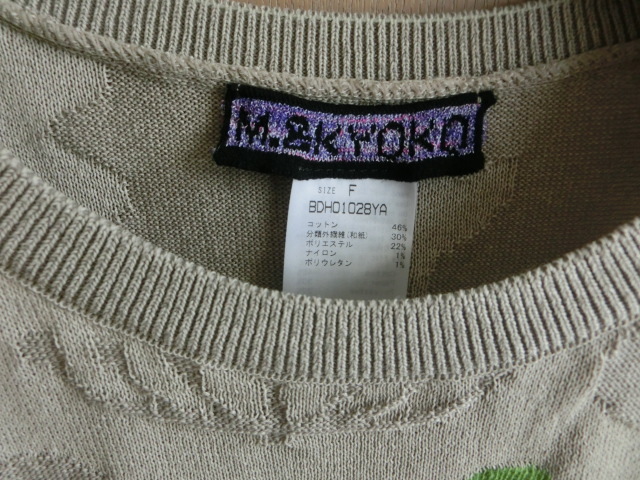 M.&KYOKO
SIZE F
BDH01028YA
コットン 46%
分類外繊維(和紙) 30%
ポリエステル 22%
ナイロン 1%
ポリウレタン 1%